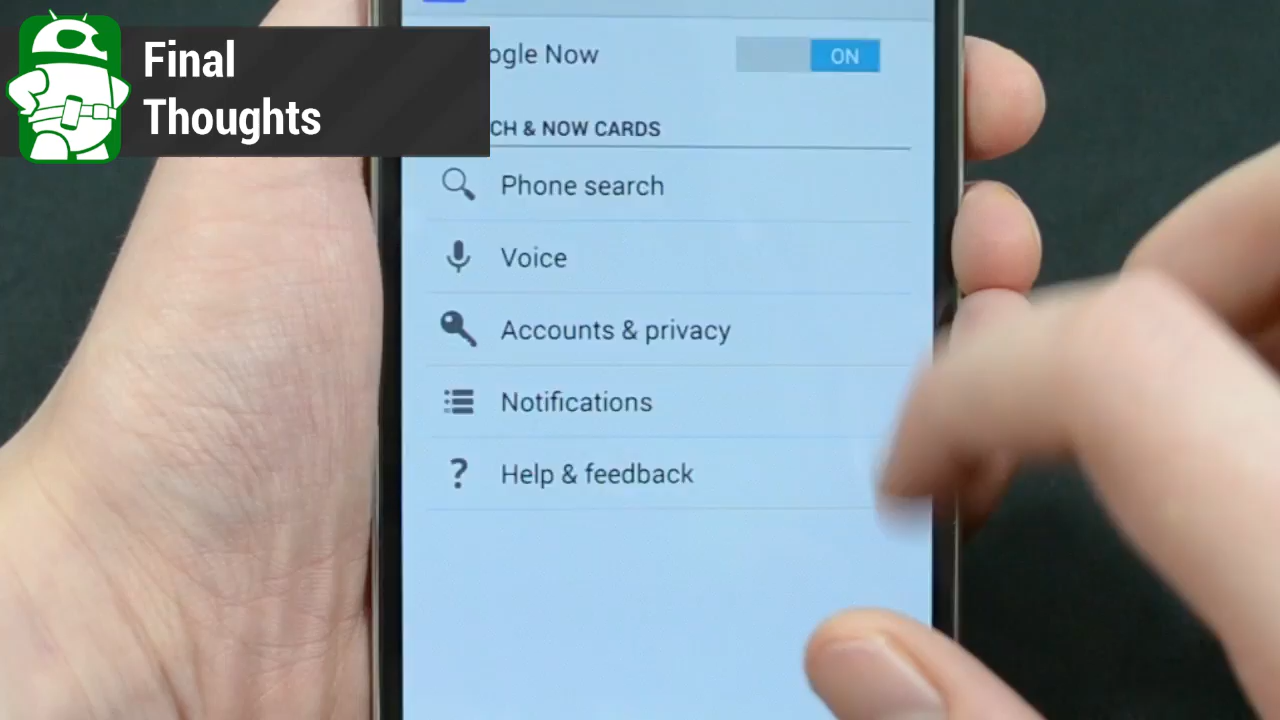 Final
Thoughts
ogle Now
ON
CH & NOW CARDS
Phone search
Voice
Accounts & privacy
Notifications
Help & feedback